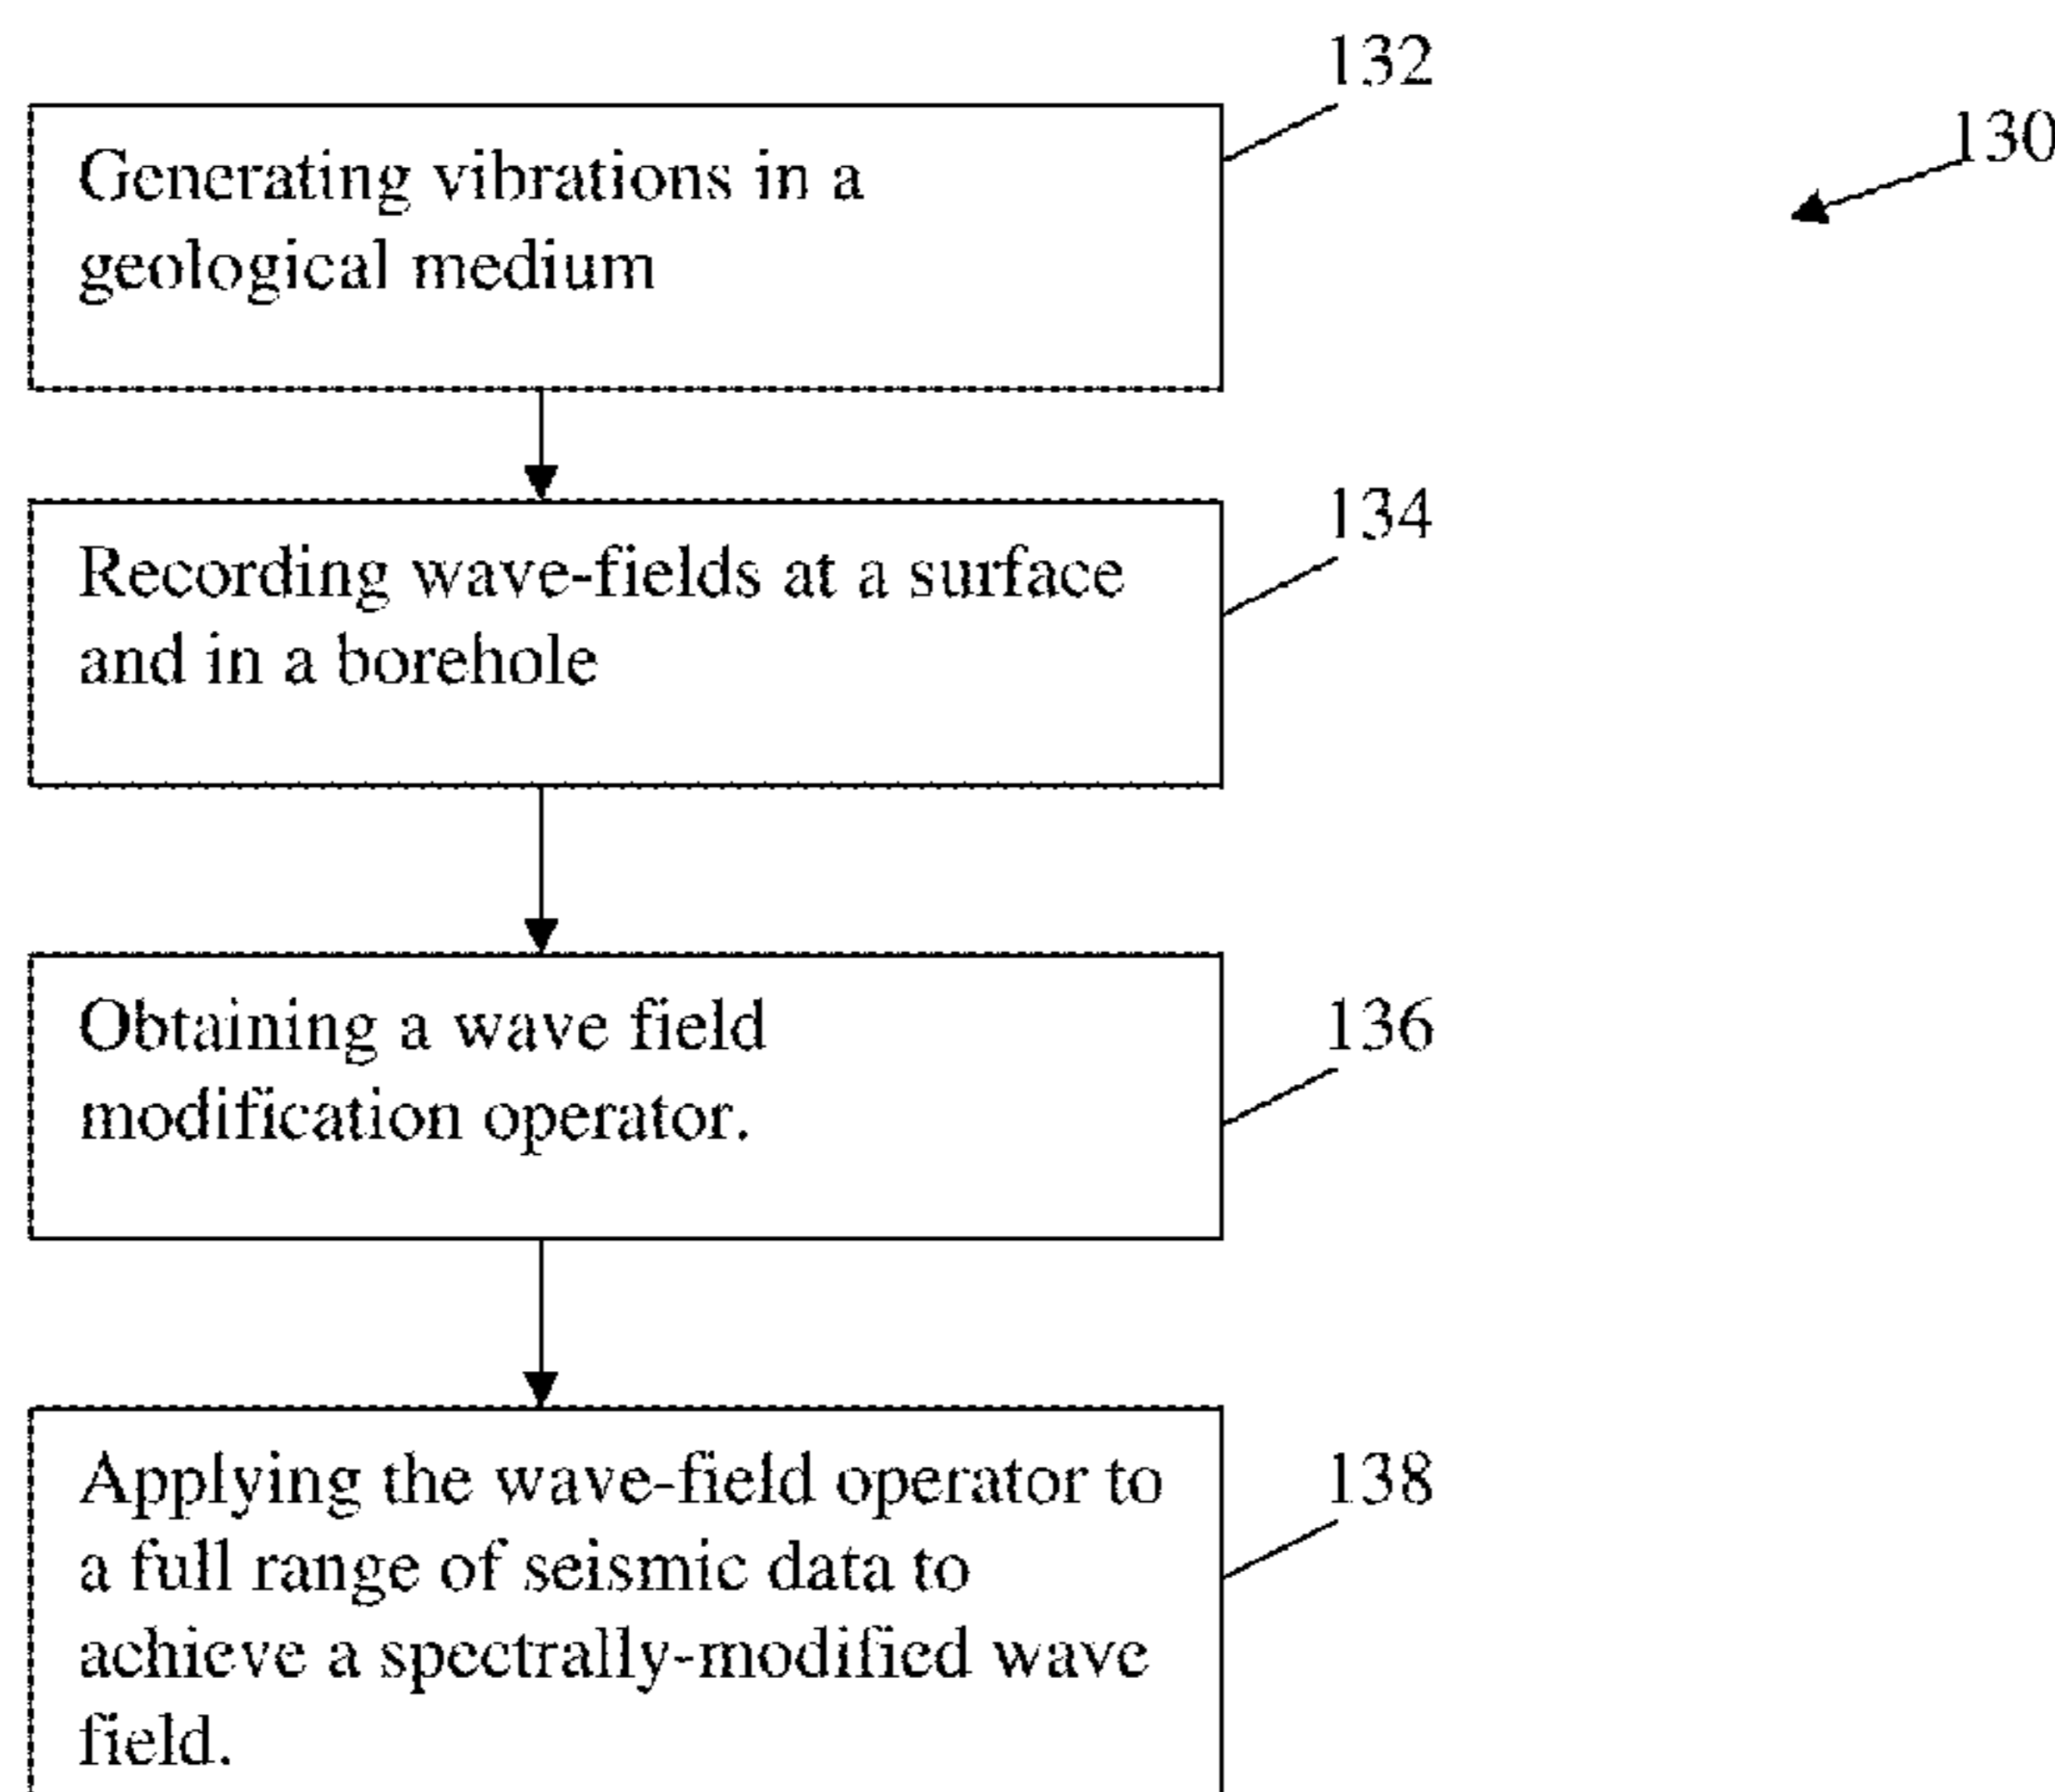 132
130
Generating vibrations in a
geological medium
134
Recording wave-fields at a surface
and in a borehole
136
Obtaining a wave field
modification operator.
138
Applying the wave-field operator to
a full range of seismic data to
achieve a spectrally-modified wave
field.